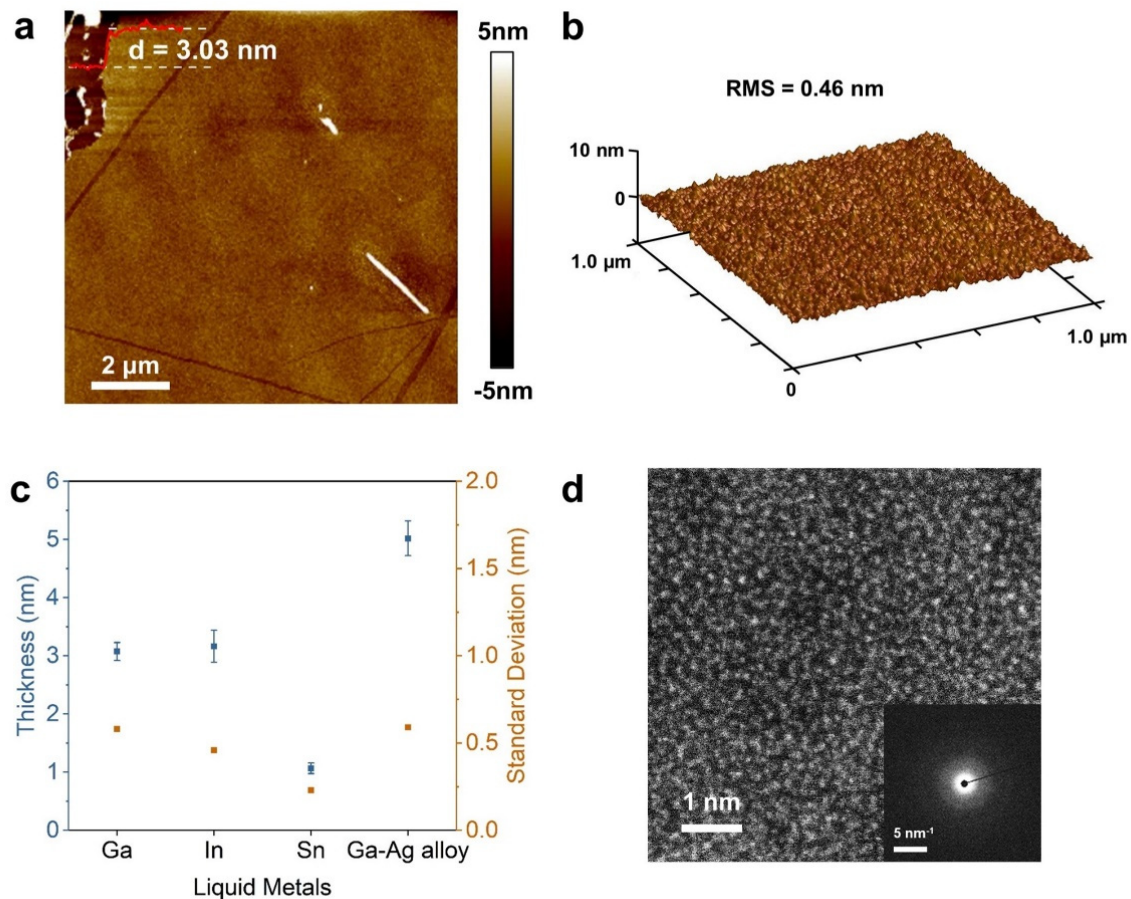 a
d = 3.03 nm
2 μm
5nm
-5nm
b
RMS = 0.46 nm
10 nm
0
1.0 μm
1.0 μm
0
c
6
5
4
3
2
1
0
Thickness (nm)
2.0
1.5
1.0
0.5
0.0
Standard Deviation (nm)
Ga In Sn Ga-Ag alloy
Liquid Metals
d
1 nm
5 nm⁻¹